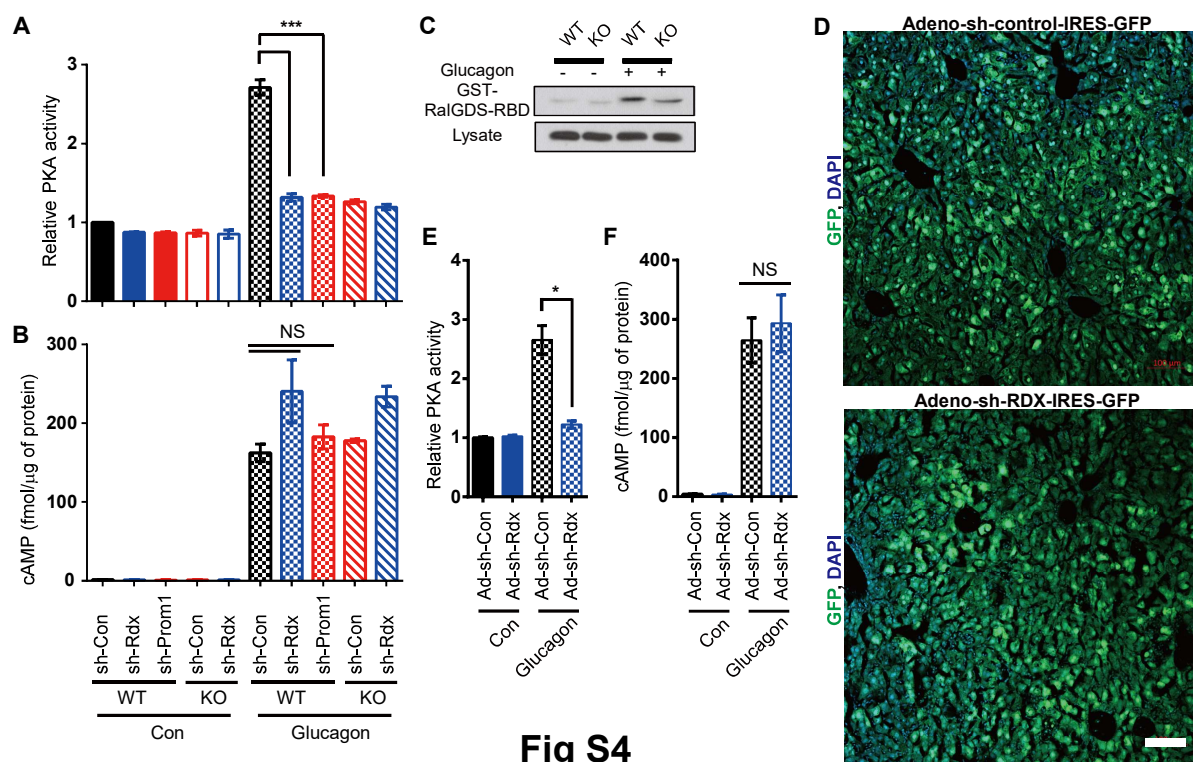 A
***
3
2
1
0
Relative PKA activity
B
NS
300
200
100
0
cAMP (fmol/μg of protein)
sh-Con
sh-Rdx
sh-Prom1
sh-Con
sh-Rdx
sh-Con
sh-Rdx
sh-Prom1
sh-Con
sh-Rdx
WT
KO
WT
KO
Con
Glucagon
C
WT
KO
WT
KO
Glucagon
-
-
+
+
GST-
RalGDS-RBD
Lysate
E
4
3
2
1
0
Relative PKA activity
*
Ad-sh-Con
Ad-sh-Rdx
Ad-sh-Con
Ad-sh-Rdx
Con
Glucagon
F
400
300
200
100
0
cAMP (fmol/μg of protein)
NS
Ad-sh-Con
Ad-sh-Rdx
Ad-sh-Con
Ad-sh-Rdx
Con
Glucagon
D
Adeno-sh-control-IRES-GFP
GFP, DAPI
Adeno-sh-RDX-IRES-GFP
GFP, DAPI
Fig S4